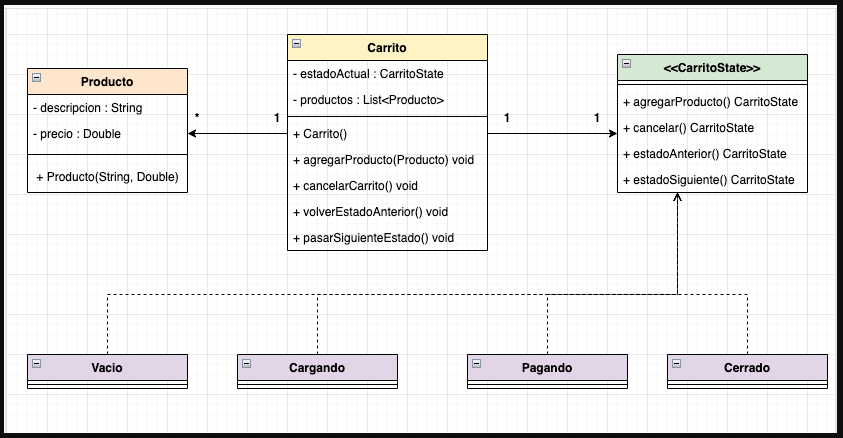 Producto
- descripcion : String
- precio : Double
+ Producto(String, Double)
*
1
Carrito
- estadoActual : CarritoState
- productos : List<Producto>
+ Carrito()
+ agregarProducto(Producto) void
+ cancelarCarrito() void
+ volverEstadoAnterior() void
+ pasarSiguienteEstado() void
1
1
<<CarritoState>>
+ agregarProducto() CarritoState
+ cancelar() CarritoState
+ estadoAnterior() CarritoState
+ estadoSiguiente() CarritoState
Vacio
Cargando
Pagando
Cerrado